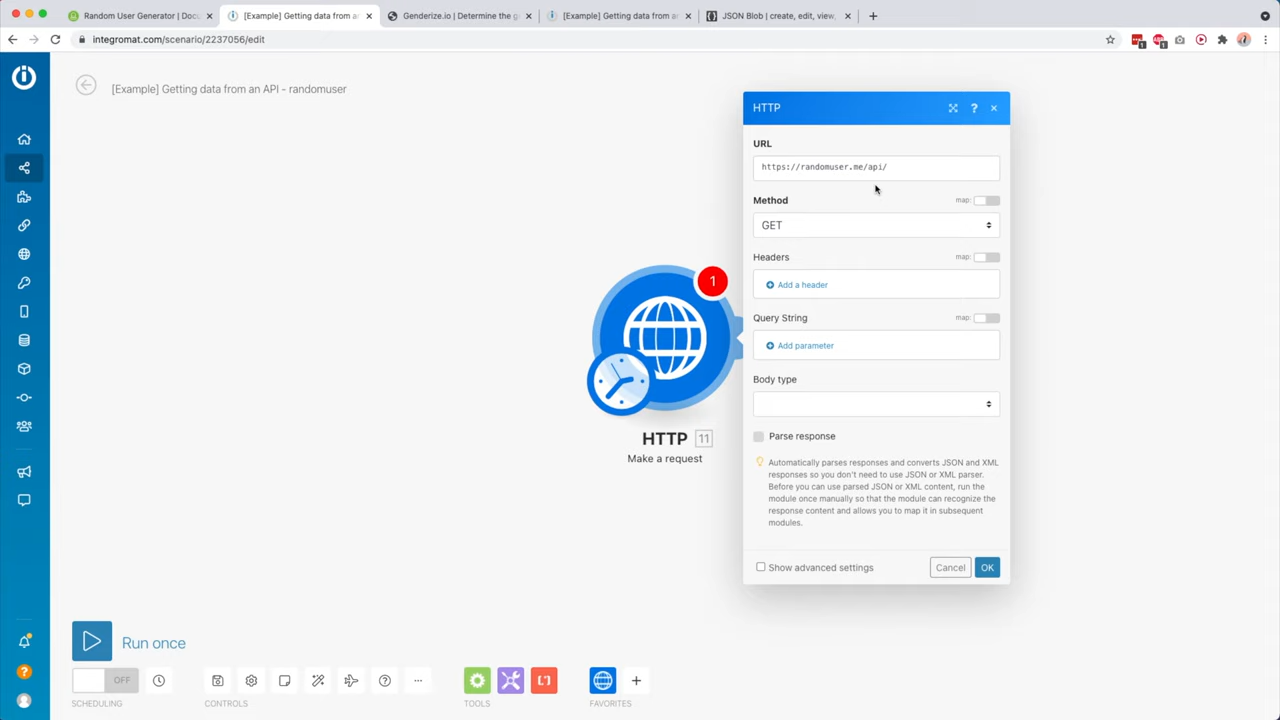 Random User Generator | Docu
[Example] Getting data from an
Genderize.io | Determine the g
[Example] Getting data from a
JSON Blob | create, edit, view,
integromat.com/scenario/2237056/edit
1
1
[Example] Getting data from an API - randomuser
HTTP
URL
https://randomuser.me/api/
Method
map:
GET
Headers
map:
Add a header
Query String
map:
Add parameter
Body type
Parse response
Automatically parses responses and converts JSON and XML
responses so you don't need to use JSON or XML parser.
Before you can use parsed JSON or XML content, run the
module once manually so that the module can recognize the
response content and allows you to map it in subsequent
modules.
Show advanced settings
Cancel
OK
1
HTTP 11
Make a request
Run once
OFF
SCHEDULING
CONTROLS
TOOLS
FAVORITES